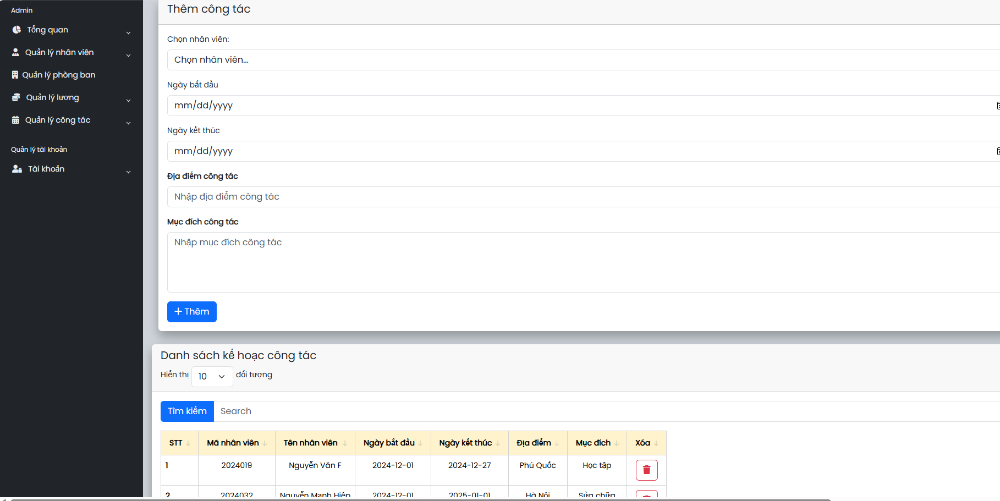 Admin
Tổng quan
Quản lý nhân viên
Quản lý phòng ban
Quản lý lương
Quản lý công tác
Quản lý tài khoản
Tài khoản
Thêm công tác
Chọn nhân viên:
Chọn nhân viên...
Ngày bắt đầu
mm/dd/yyyy
Ngày kết thúc
mm/dd/yyyy
Địa điểm công tác
Nhập địa điểm công tác
Mục đích công tác
Nhập mục đích công tác
+ Thêm
Danh sách kế hoạc công tác
Hiển thị 10 đối tượng
Tìm kiếm Search
STT ↓ Mã nhân viên ↓ Tên nhân viên ↓ Ngày bắt đầu ↓ Ngày kết thúc ↓ Địa điểm ↓ Mục đích ↓ Xóa ↓
1 2024019 Nguyễn Văn F 2024-12-01 2024-12-27 Phú Quốc Học tập
2 2024032 Nguyễn Mạnh Hiệp 2024-12-01 2025-01-01 Hà Nội Sửa chữa